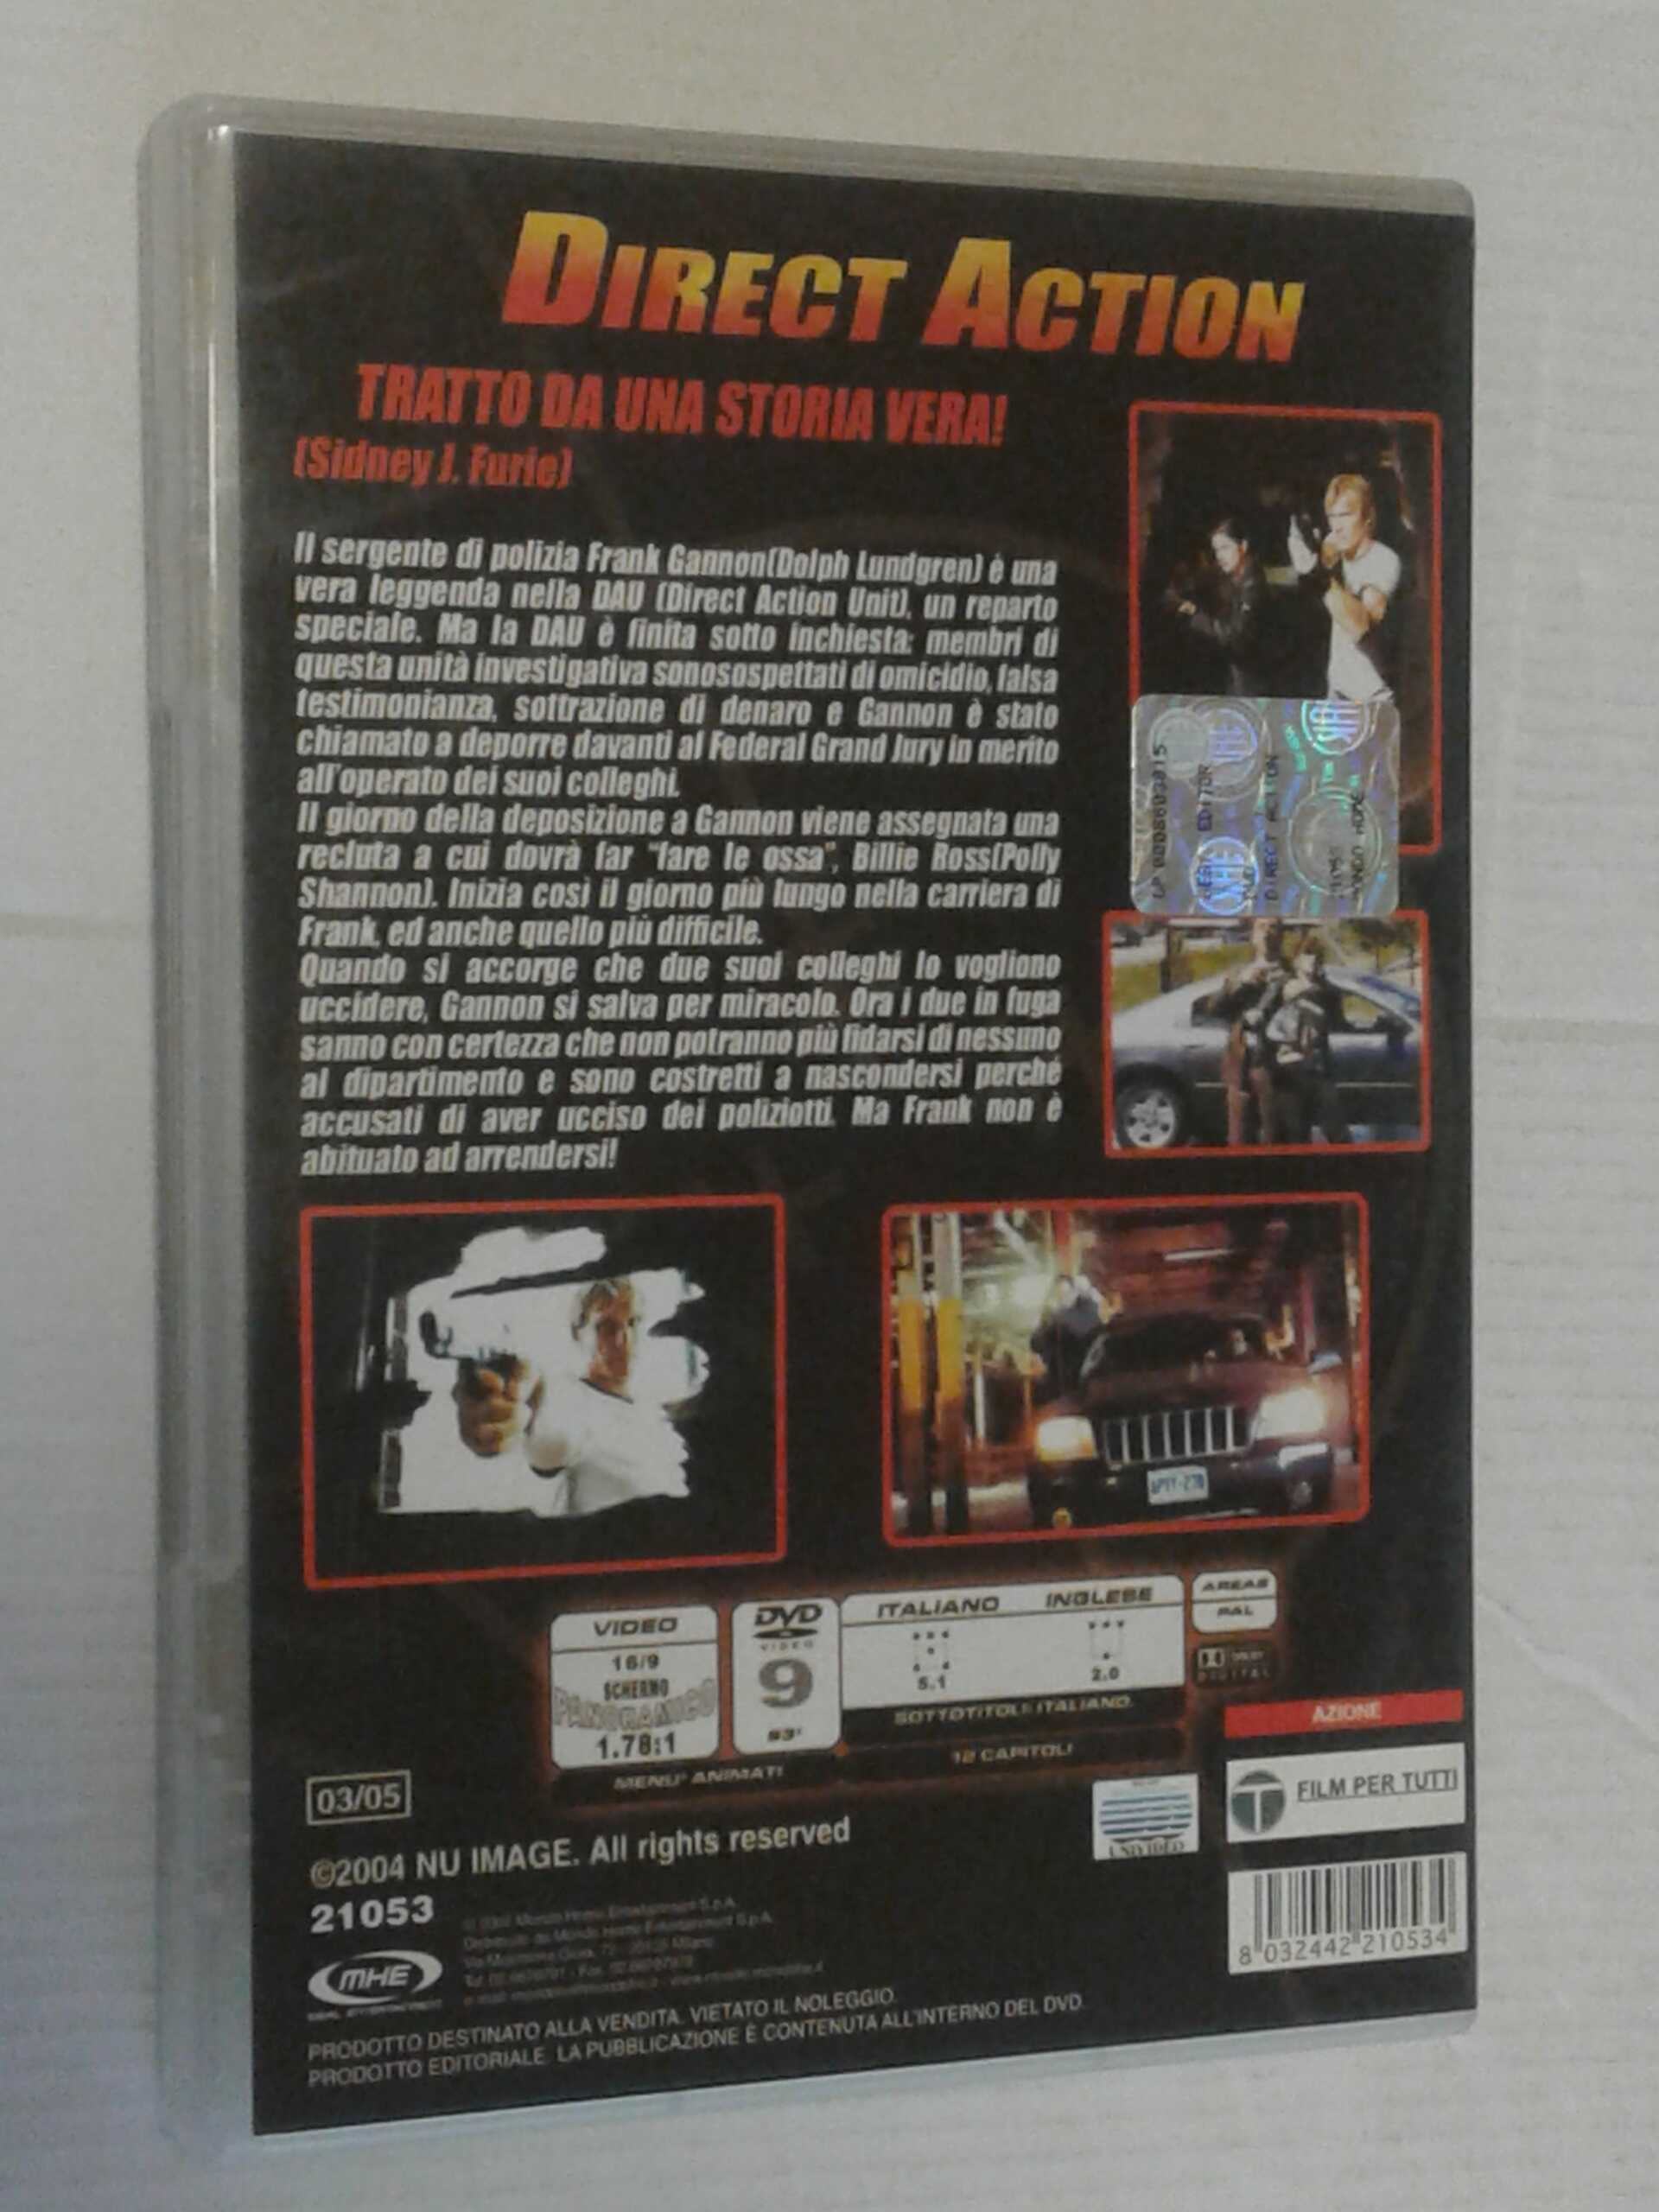 DIRECT ACTION
TRATTO DA UNA STORIA VERA!
(Sidney J. Furie)
Il sergente di polizia Frank Gannon(Dolph Lundgren) è una
vera leggenda nella DAU (Direct Action Unit), un reparto
speciale. Ma la DAU è finita sotto inchiesta: membri di
questa unità investigativa sonosospettati di omicidio, falsa
testimonianza, sottrazione di denaro e Gannon è stato
chiamato a deporre davanti al Federal Grand Jury in merito
all'operato dei suoi colleghi.
Il giorno della deposizione a Gannon viene assegnata una
recluta a cui dovrà far "fare le ossa", Billie Ross(Polly
Shannon). Inizia così il giorno più lungo nella carriera di
Frank, ed anche quello più difficile.
Quando si accorge che due suoi colleghi lo vogliono
uccidere, Gannon si salva per miracolo. Ora i due in fuga
sanno con certezza che non potranno più fidarsi di nessuno
al dipartimento e sono costretti a nascondersi perché
accusati di aver ucciso dei poliziotti. Ma Frank non è
abituato ad arrendersi!
EDITOR
DIRECT ACTION
VIDEO
16/9
SCHERMO
PANORAMICO
1.78:1
MENU' ANIMATI
DVD
VIDEO
9
93'
ITALIANO INGLESE
5.1 2.0
SOTTOTITOLI: ITALIANO.
12 CAPITOLI
AREAS
PAL
DIGITAL
AZIONE
T FILM PER TUTTI
UNIVIDEO
03/05
©2004 NU IMAGE. All rights reserved
21053
MHE
8 032442 210534
PRODOTTO DESTINATO ALLA VENDITA. VIETATO IL NOLEGGIO.
PRODOTTO EDITORIALE. LA PUBBLICAZIONE È CONTENUTA ALL'INTERNO DEL DVD.